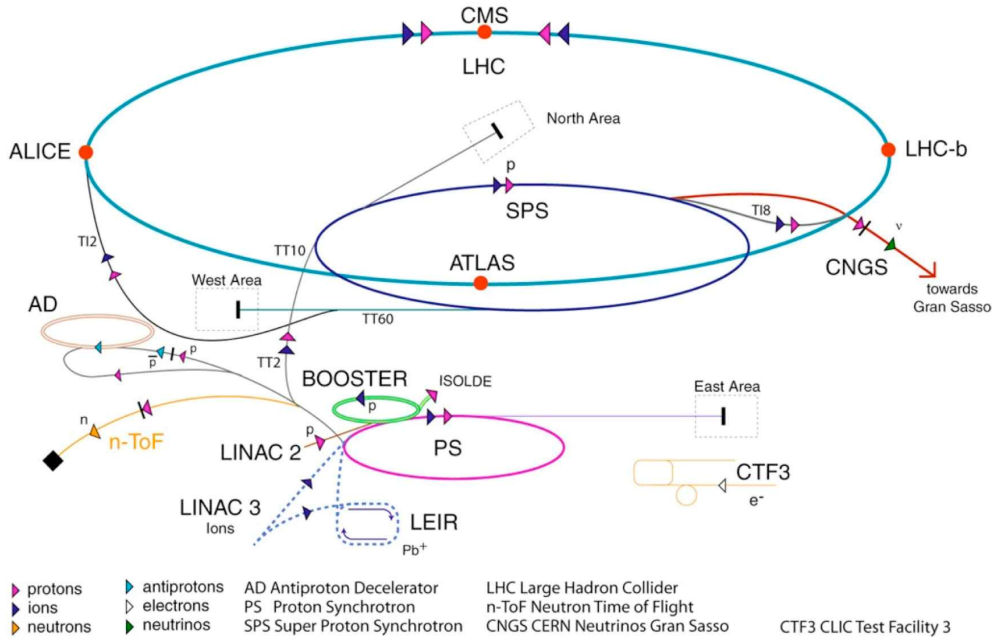 CMS
LHC
North Area
ALICE
LHC-b
p
SPS
TI8
TT10
TI2
ν
ATLAS
CNGS
West Area
towards
Gran Sasso
AD
TT60
p
p
TT2
BOOSTER
ISOLDE
p
East Area
n
n-ToF
p
LINAC 2
PS
CTF3
e-
LINAC 3
Ions
LEIR
Pb+
protons
antiprotons
AD Antiproton Decelerator
LHC Large Hadron Collider
ions
electrons
PS Proton Synchrotron
n-ToF Neutron Time of Flight
neutrons
neutrinos
SPS Super Proton Synchrotron
CNGS CERN Neutrinos Gran Sasso
CTF3 CLIC Test Facility 3